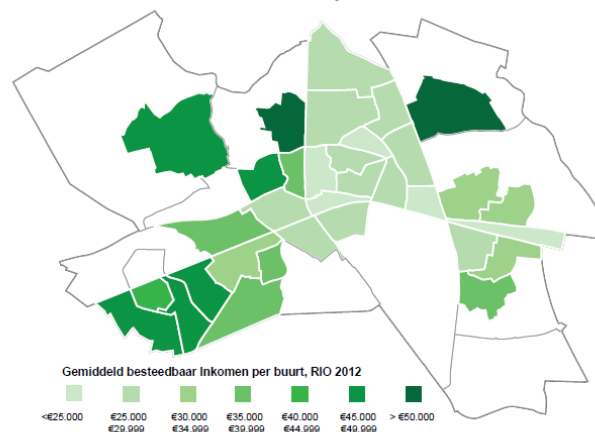 Gemiddeld besteedbaar Inkomen per buurt, RIO 2012
<€25.000 €25.000 €30.000 €35.000 €40.000 €45.000 > €50.000
€29.999 €34.999 €39.999 €44.999 €49.999